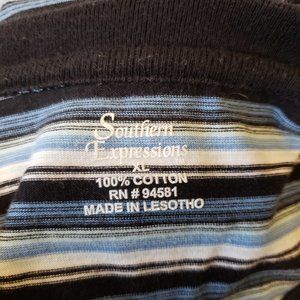 Southern
Expressions
XL
100% COTTON
RN # 94581
MADE IN LESOTHO